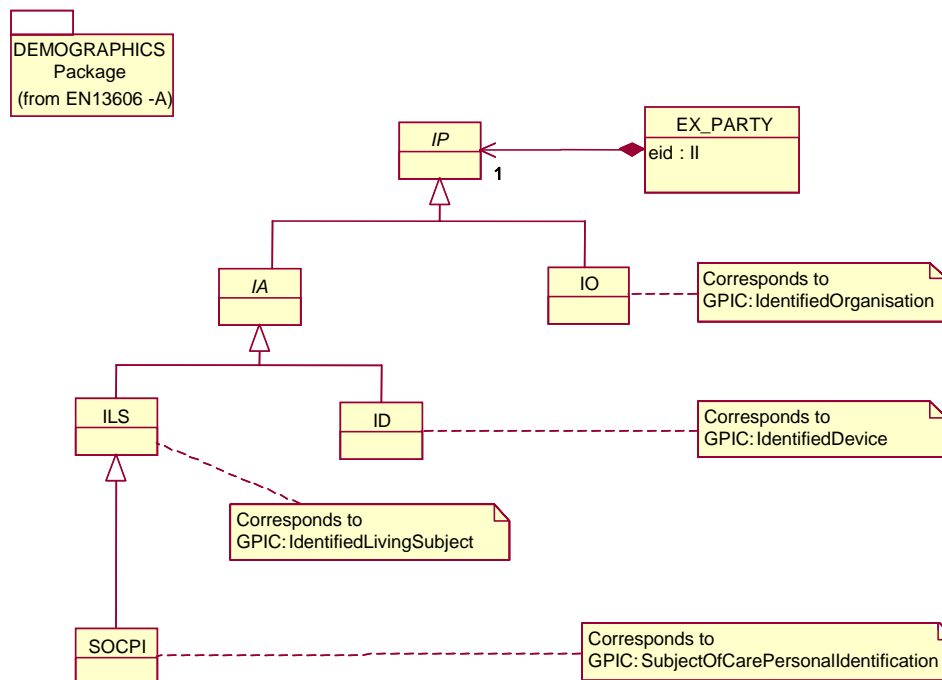 DEMOGRAPHICS
Package
(from EN13606 -A)
IP
EX_PARTY
eid : II
1
IA
IO
Corresponds to
GPIC: IdentifiedOrganisation
ILS
ID
Corresponds to
GPIC: IdentifiedDevice
Corresponds to
GPIC: IdentifiedLivingSubject
SOCPI
Corresponds to
GPIC: SubjectOfCarePersonalIdentification